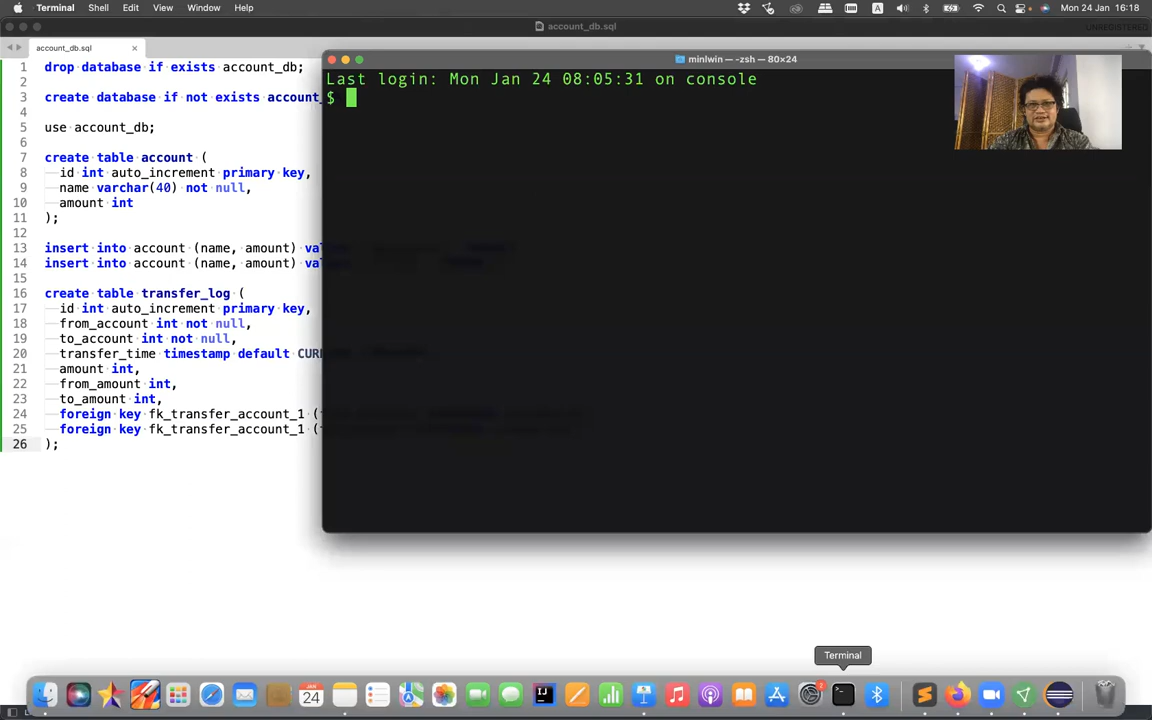 Terminal Shell Edit View Window Help
A
Mon 24 Jan 16:18
account_db.sql
UNREGISTERED
account_db.sql
minlwin — -zsh — 80×24
Last login: Mon Jan 24 08:05:31 on console
$
1 drop database if exists account_db;
2
3 create database if not exists account_
4
5 use account_db;
6
7 create table account (
8 id int auto_increment primary key,
9 name varchar(40) not null,
10 amount int
11 );
12
13 insert into account (name, amount)
14 insert into account (name, amount)
15
16 create table transfer_log (
17 id int auto_increment primary key,
18 from_account int not null,
19 to_account int not null,
20 transfer_time timestamp default CUR
21 amount int,
22 from_amount int,
23 to_amount int,
24 foreign key fk_transfer_account_1 (
25 foreign key fk_transfer_account_1 (
26 );
Terminal
JAN
24